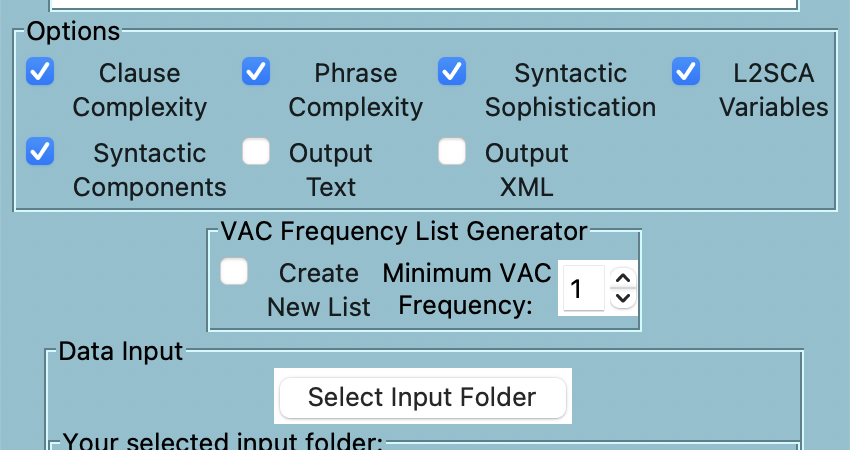 Options
Clause Complexity
Phrase Complexity
Syntactic Sophistication
L2SCA Variables
Syntactic Components
Output Text
Output XML
VAC Frequency List Generator
Create New List
Minimum VAC Frequency:
1
Data Input
Select Input Folder
Your selected input folder: